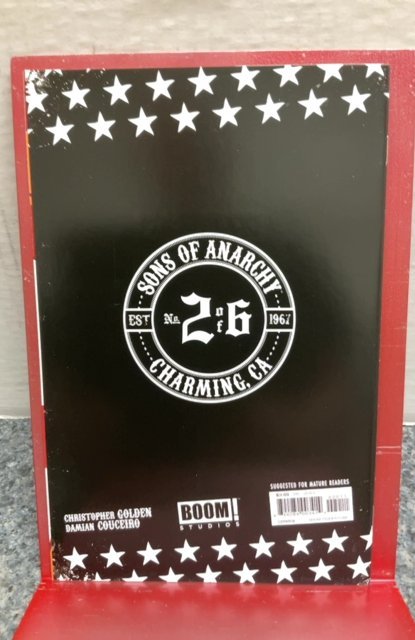 SONS OF ANARCHY
EST 1967
No. 2 of 6
CHARMING, CA
SUGGESTED FOR MATURE READERS
CHRISTOPHER GOLDEN
DAMIAN COUCEIRO
BOOM!
STUDIOS